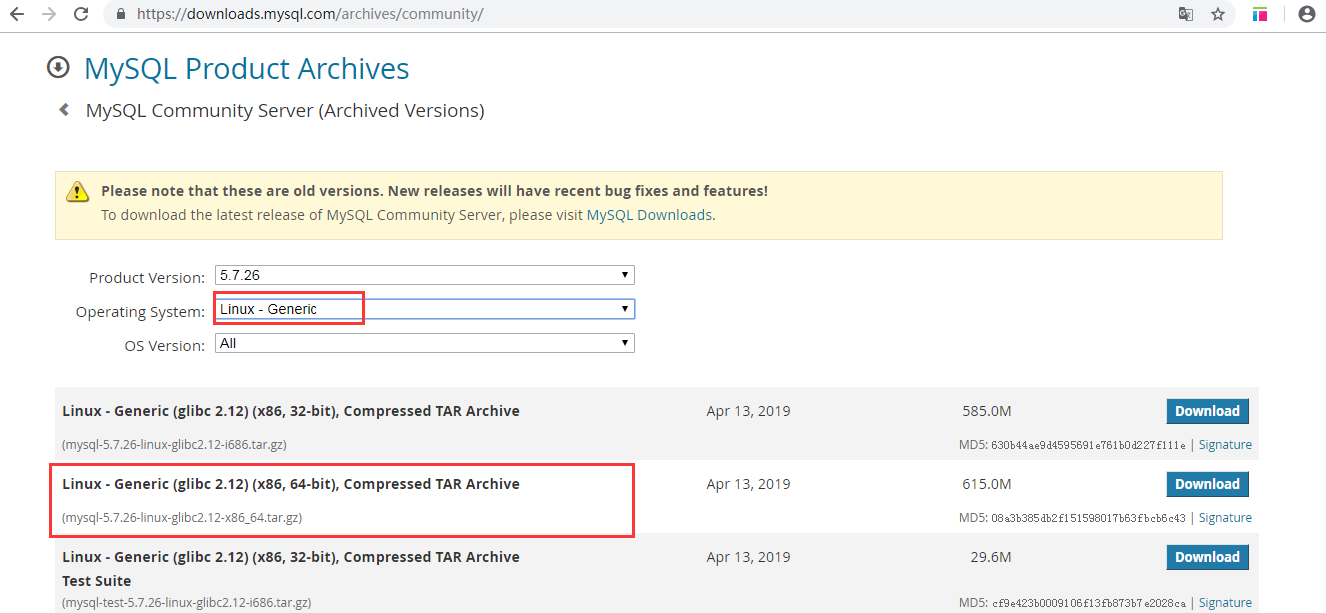 https://downloads.mysql.com/archives/community/
MySQL Product Archives
MySQL Community Server (Archived Versions)
Please note that these are old versions. New releases will have recent bug fixes and features!
To download the latest release of MySQL Community Server, please visit MySQL Downloads.
Product Version: 5.7.26
Operating System: Linux - Generic
OS Version: All
Linux - Generic (glibc 2.12) (x86, 32-bit), Compressed TAR Archive Apr 13, 2019 585.0M Download
(mysql-5.7.26-linux-glibc2.12-i686.tar.gz) MD5: 630b44ae9d4595691e761b0d227f111e | Signature
Linux - Generic (glibc 2.12) (x86, 64-bit), Compressed TAR Archive Apr 13, 2019 615.0M Download
(mysql-5.7.26-linux-glibc2.12-x86_64.tar.gz) MD5: 08a3b385db2f151598017b63fbcb6c43 | Signature
Linux - Generic (glibc 2.12) (x86, 32-bit), Compressed TAR Archive Apr 13, 2019 29.6M Download
Test Suite
(mysql-test-5.7.26-linux-glibc2.12-i686.tar.gz) MD5: cf9e423b0009106f13fb873b7e2028ca | Signature